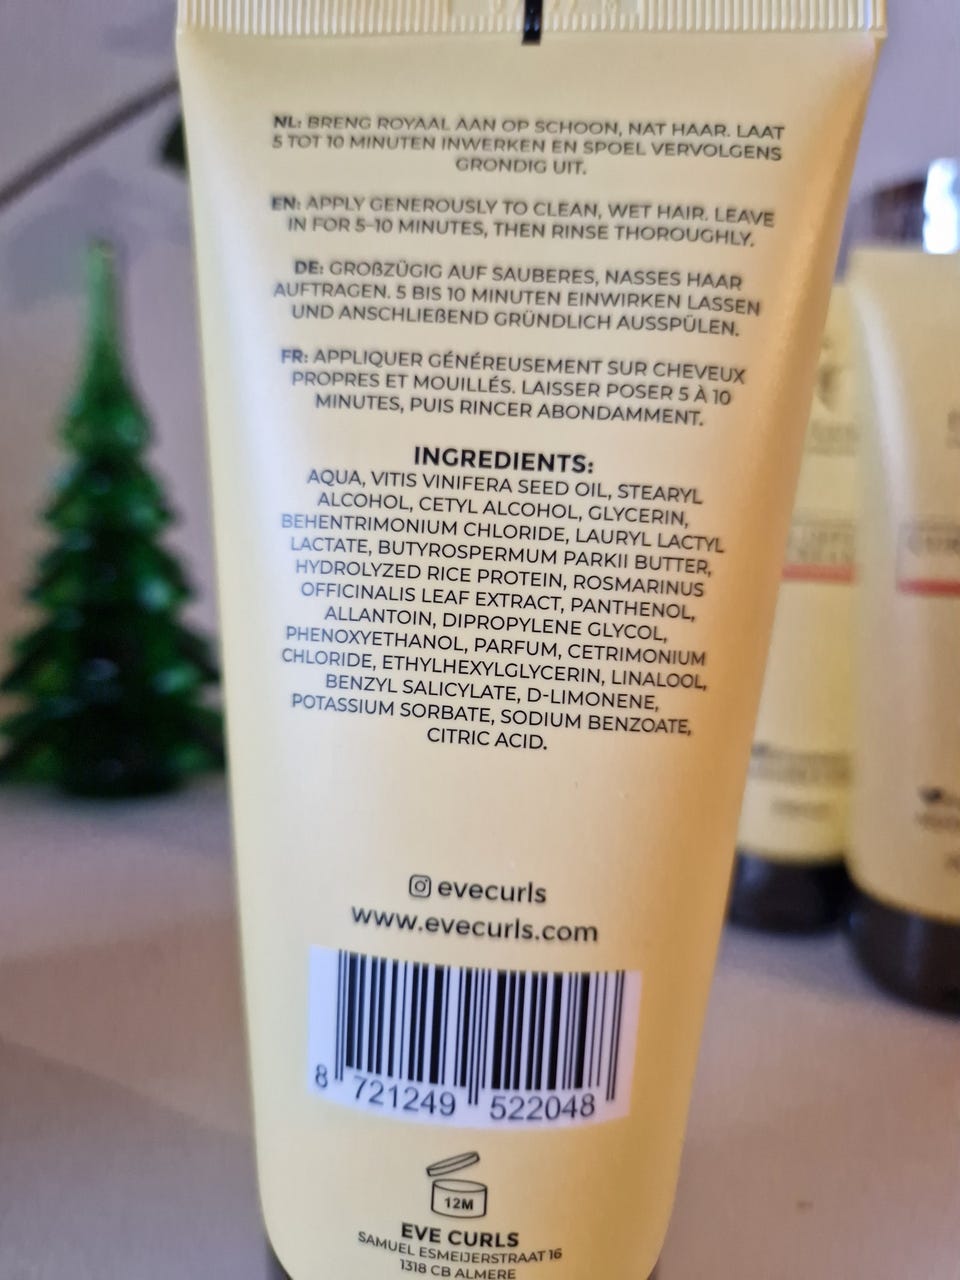 NL: BRENG ROYAAL AAN OP SCHOON, NAT HAAR. LAAT
5 TOT 10 MINUTEN INWERKEN EN SPOEL VERVOLGENS
GRONDIG UIT.
EN: APPLY GENEROUSLY TO CLEAN, WET HAIR. LEAVE
IN FOR 5–10 MINUTES, THEN RINSE THOROUGHLY.
DE: GROßZÜGIG AUF SAUBERES, NASSES HAAR
AUFTRAGEN. 5 BIS 10 MINUTEN EINWIRKEN LASSEN
UND ANSCHLIEßEND GRÜNDLICH AUSSPÜLEN.
FR: APPLIQUER GÉNÉREUSEMENT SUR CHEVEUX
PROPRES ET MOUILLÉS. LAISSER POSER 5 À 10
MINUTES, PUIS RINCER ABONDAMMENT.
INGREDIENTS:
AQUA, VITIS VINIFERA SEED OIL, STEARYL
ALCOHOL, CETYL ALCOHOL, GLYCERIN,
BEHENTRIMONIUM CHLORIDE, LAURYL LACTYL
LACTATE, BUTYROSPERMUM PARKII BUTTER,
HYDROLYZED RICE PROTEIN, ROSMARINUS
OFFICINALIS LEAF EXTRACT, PANTHENOL,
ALLANTOIN, DIPROPYLENE GLYCOL,
PHENOXYETHANOL, PARFUM, CETRIMONIUM
CHLORIDE, ETHYLHEXYLGLYCERIN, LINALOOL,
BENZYL SALICYLATE, D-LIMONENE,
POTASSIUM SORBATE, SODIUM BENZOATE,
CITRIC ACID.
evecurls
www.evecurls.com
8 721249 522048
12M
EVE CURLS
SAMUEL ESMEIJERSTRAAT 16
1318 CB ALMERE